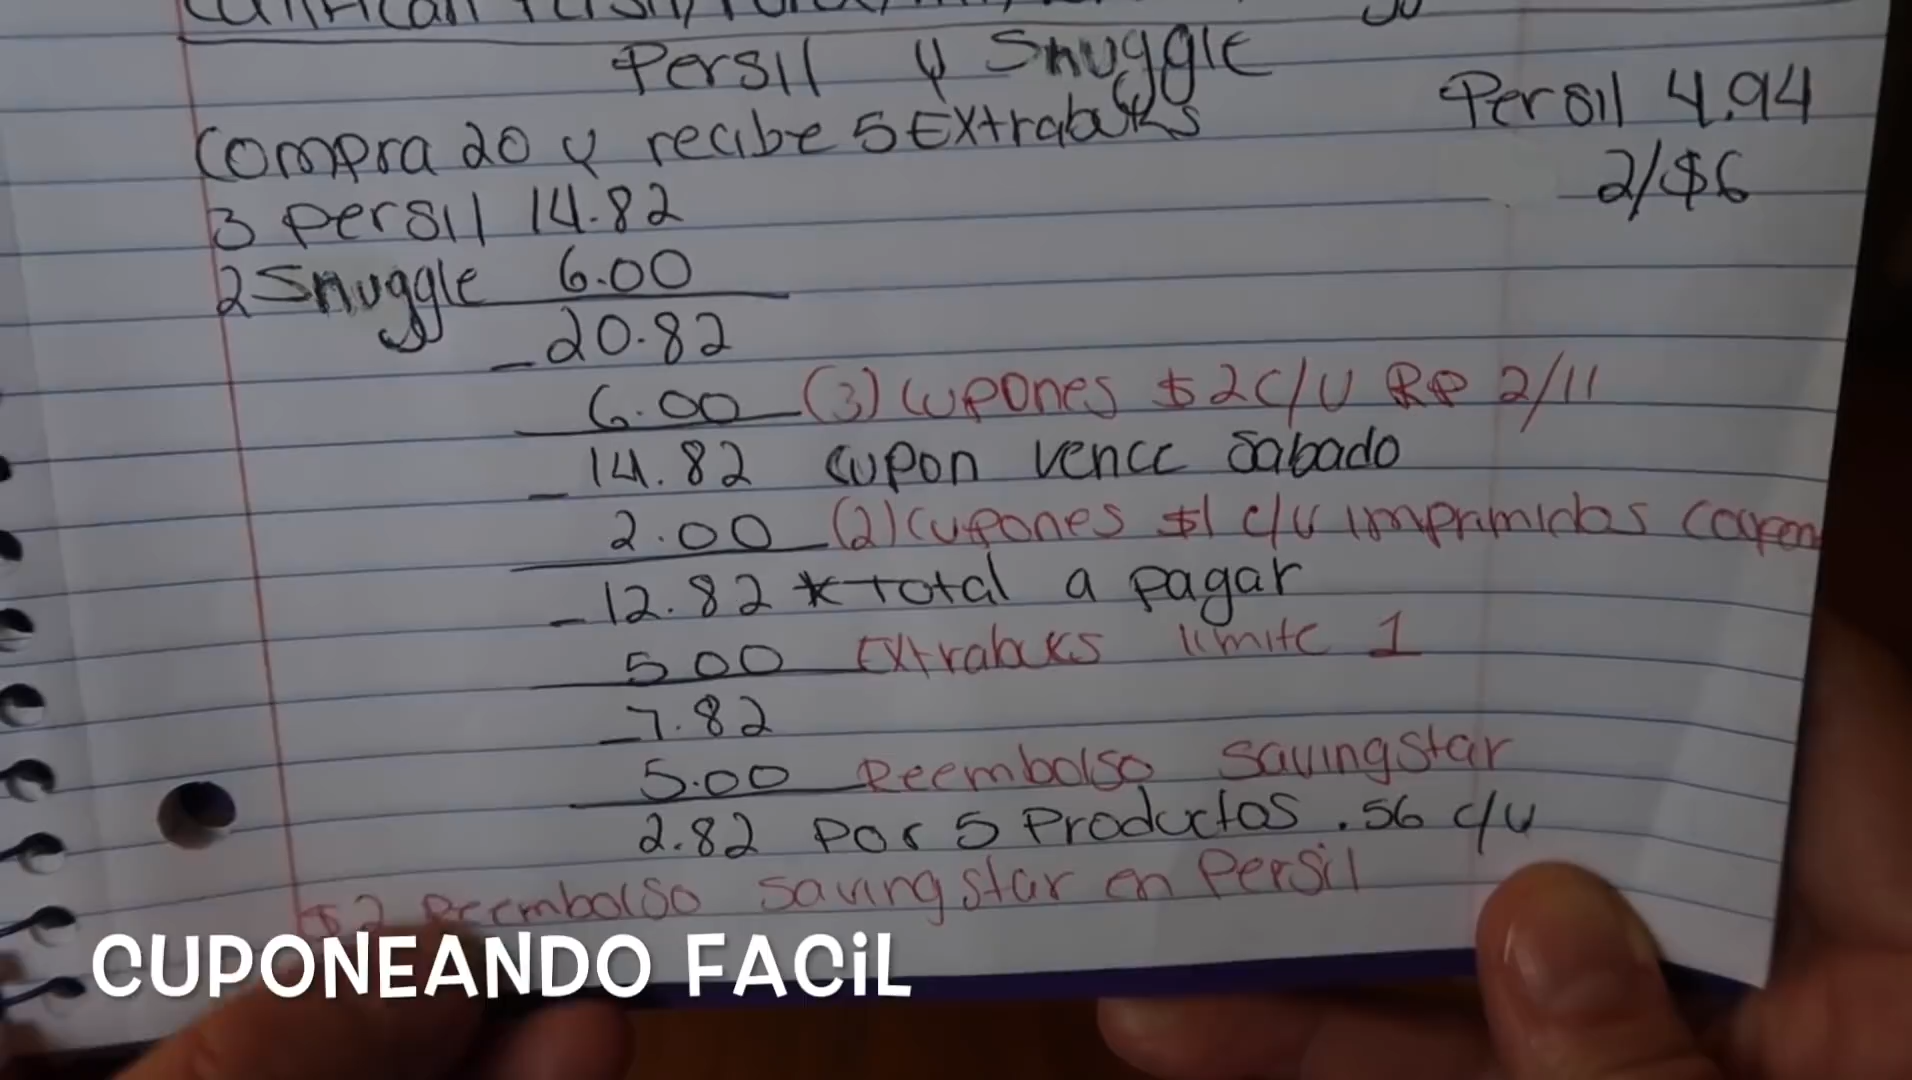 Persil y Snuggle
Persil 4.94
2/$6
Compra 20 y recibe 5 Extrabuks
3 Persil 14.82
2 Snuggle 6.00
- 20.82
6.00 (3) cupones $2 c/u RP 2/11
- 14.82 cupon vence Sabado
2.00 (2) cupones $1 c/u imprimidos
- 12.82 * Total a pagar
5.00 Extrabuks limite 1
- 7.82
5.00 Reembolso savingstar
2.82 Por 5 Productos .56 c/u
$2 Reembolso savingstar en Persil
CUPONEANDO FACiL